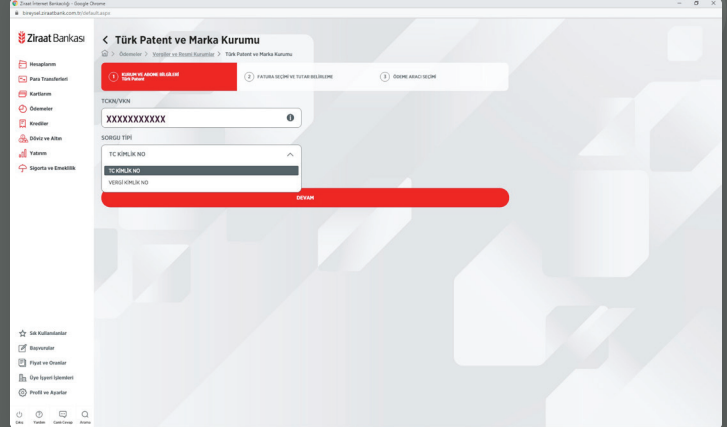 Ziraat İnternet Bankacılığı - Google Chrome
bireysel.ziraatbank.com.tr/default.aspx
Ziraat Bankası
Türk Patent ve Marka Kurumu
Ödemeler > Vergiler ve Resmi Kurumlar > Türk Patent ve Marka Kurumu
Hesaplarım
Para Transferleri
Kartlarım
Ödemeler
Krediler
Döviz ve Altın
Yatırım
Sigorta ve Emeklilik
1 KURUM VE ABONE BİLGİLERİ
Türk Patent
2 FATURA SEÇİMİ VE TUTAR BELİRLEME
3 ÖDEME ARACI SEÇİMİ
TCKN/VKN
XXXXXXXXXXX
SORGU TİPİ
TC KİMLİK NO
TC KİMLİK NO
VERGİ KİMLİK NO
DEVAM
Sık Kullanılanlar
Başvurular
Fiyat ve Oranlar
Üye İşyeri İşlemleri
Profil ve Ayarlar
Çıkış Yardım Canlı Cevap Arama